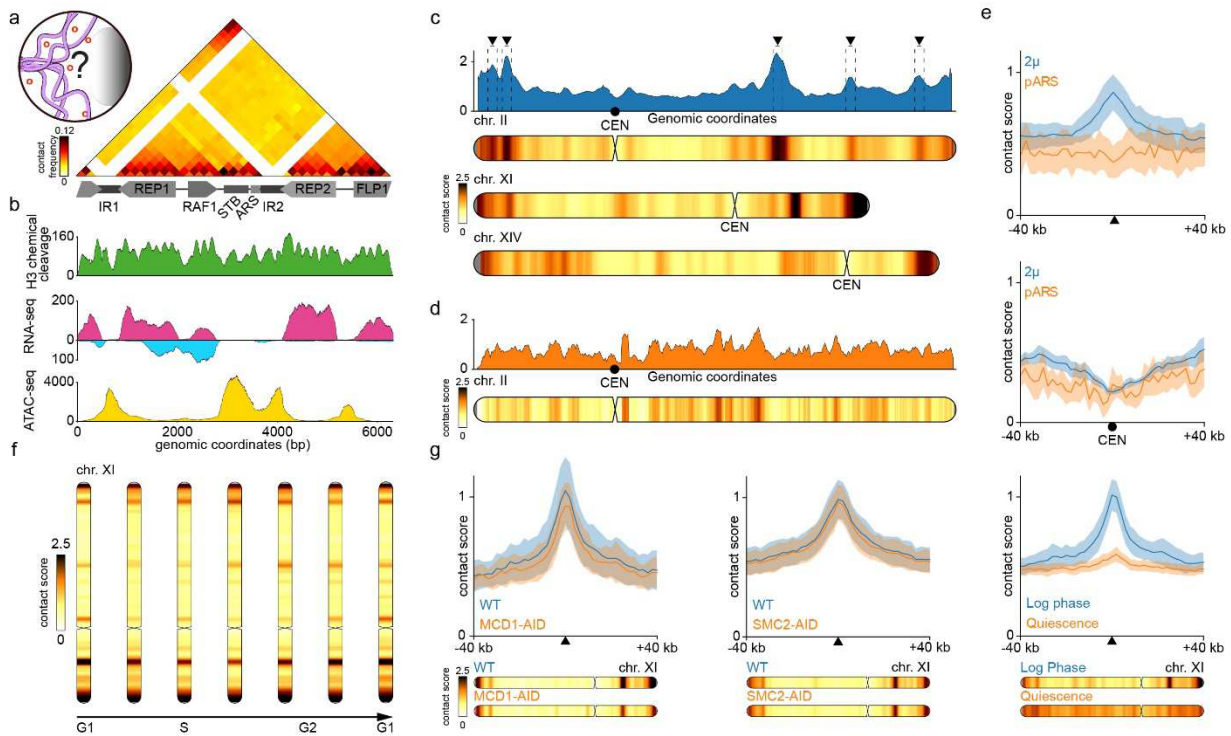 a
?
0.12
contact
frequency
0
REP1
REP2
FLP1
IR1
RAF1
STB
ARS
IR2
b
H3 chemical
cleavage
160
0
RNA-seq
200
0
100
ATAC-seq
4000
0
0 2000 4000 6000
genomic coordinates (bp)
c
2
0
CEN
Genomic coordinates
chr. II
contact score
2.5
0
chr. XI
CEN
chr. XIV
CEN
d
2
0
CEN
Genomic coordinates
contact score
2.5
0
chr. II
e
contact score
1
0
2μ
pARS
-40 kb +40 kb
contact score
1
0
2μ
pARS
-40 kb +40 kb
CEN
f
chr. XI
contact score
2.5
0
G1 S G2 G1
g
contact score
1
0
WT
MCD1-AID
-40 kb +40 kb
contact score
2.5
0
WT chr. XI
MCD1-AID
contact score
1
0
WT
SMC2-AID
-40 kb +40 kb
WT chr. XI
SMC2-AID
contact score
1
0
Log phase
Quiescence
-40 kb +40 kb
Log Phase chr. XI
Quiescence